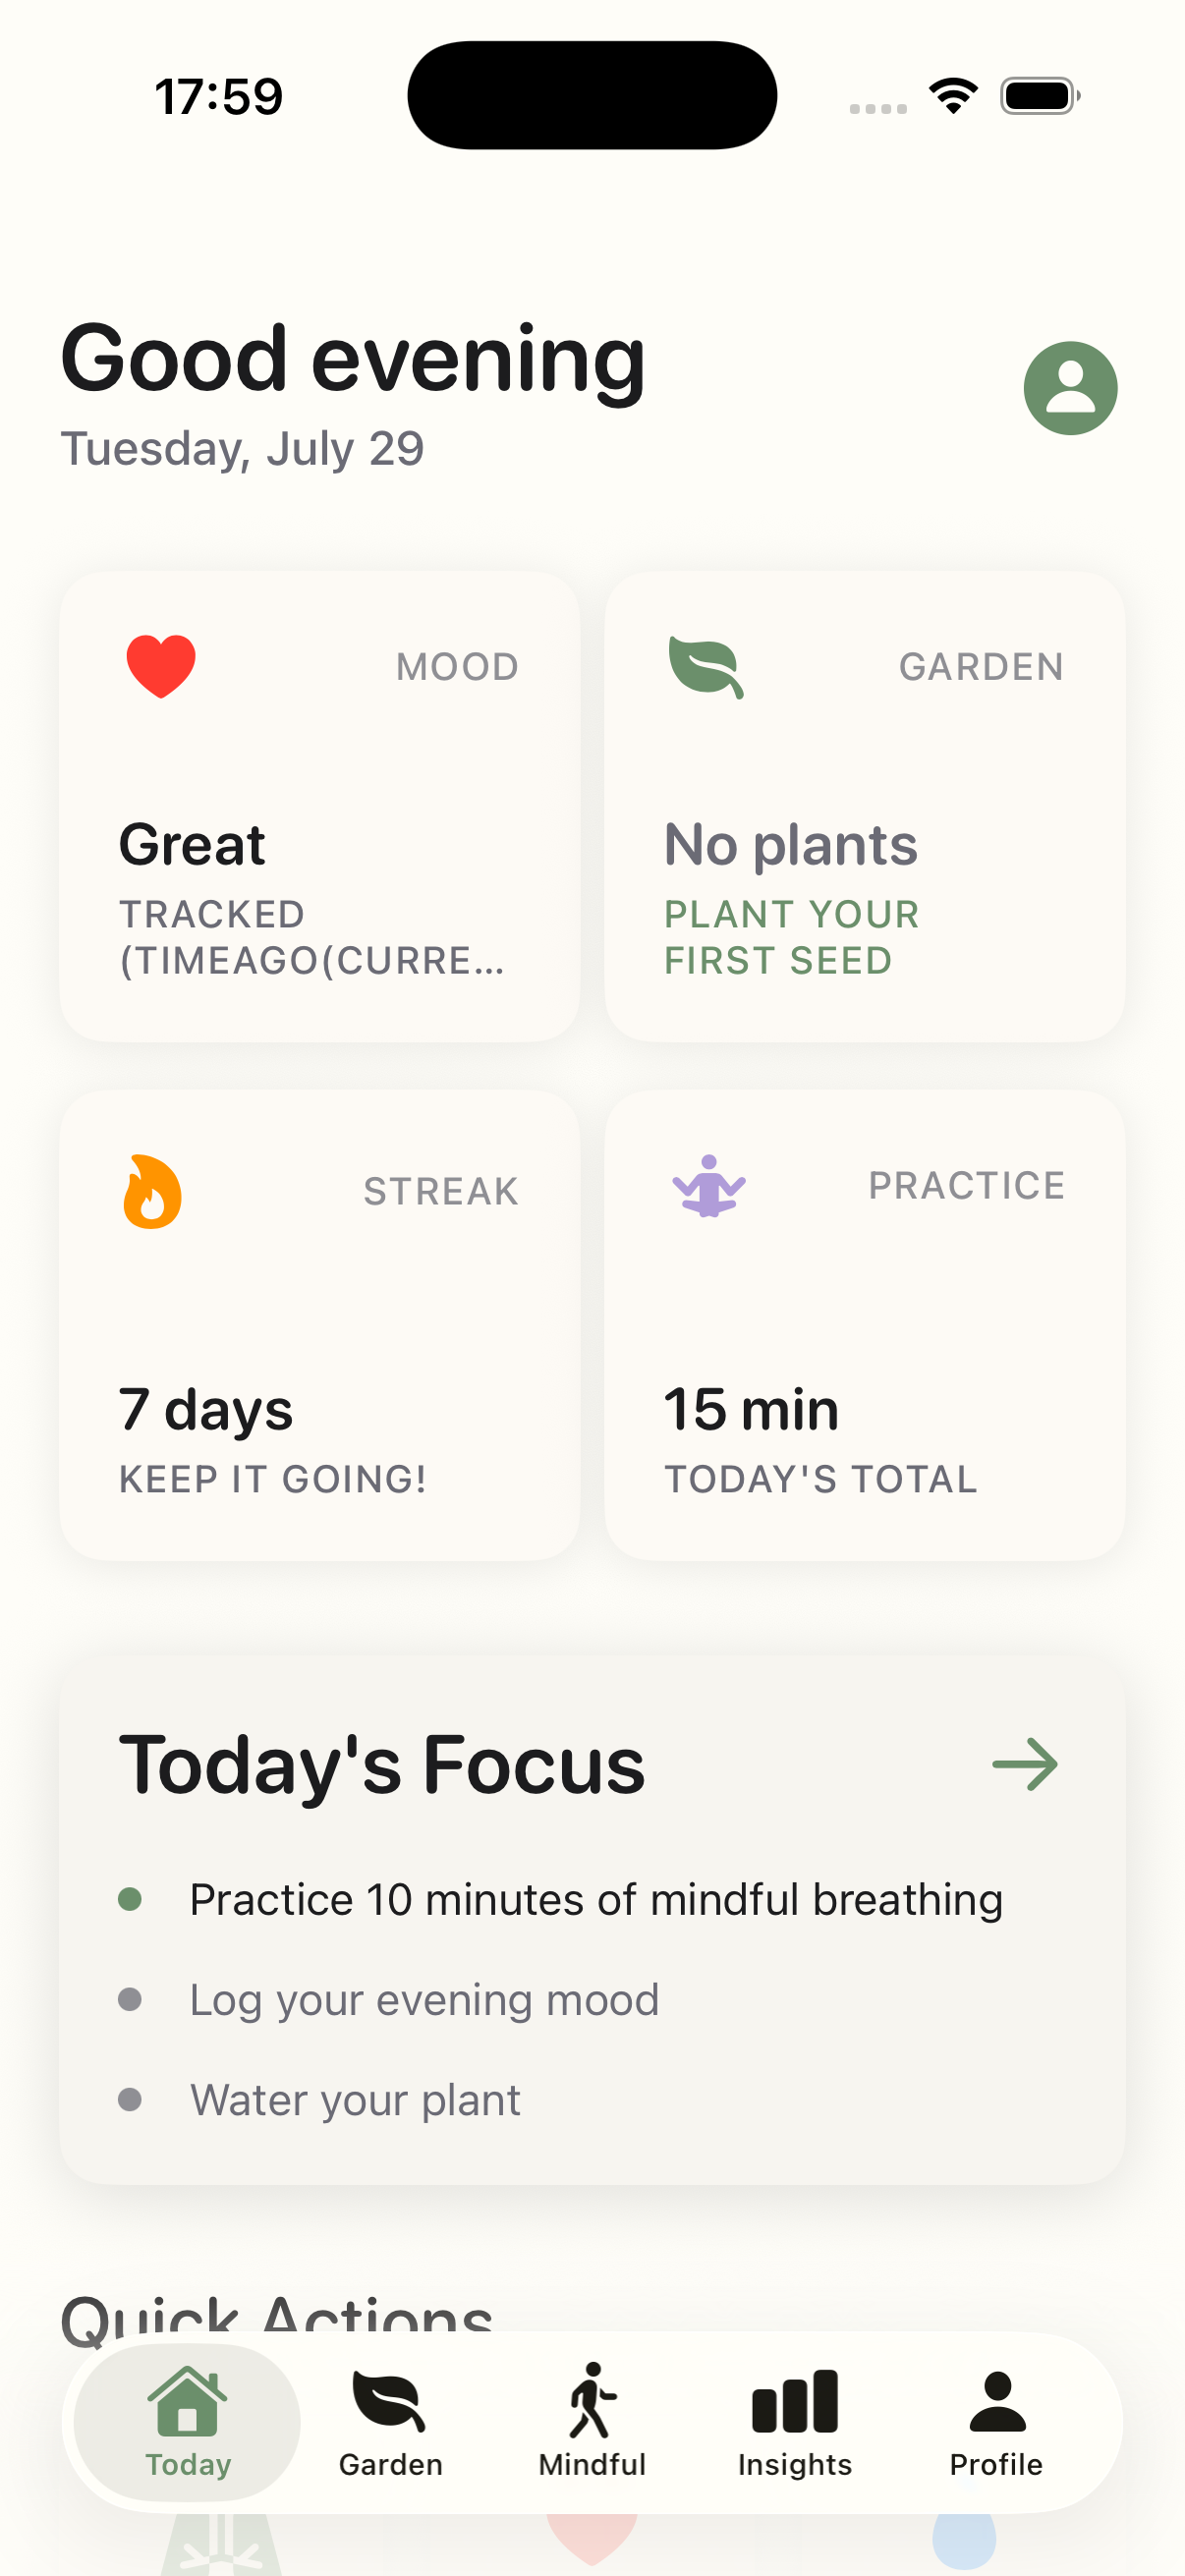 17:59
Good evening
Tuesday, July 29
MOOD
Great
TRACKED
(TIMEAGO(CURRE...
GARDEN
No plants
PLANT YOUR
FIRST SEED
STREAK
7 days
KEEP IT GOING!
PRACTICE
15 min
TODAY'S TOTAL
Today's Focus
Practice 10 minutes of mindful breathing
Log your evening mood
Water your plant
Quick Actions
Today
Garden
Mindful
Insights
Profile